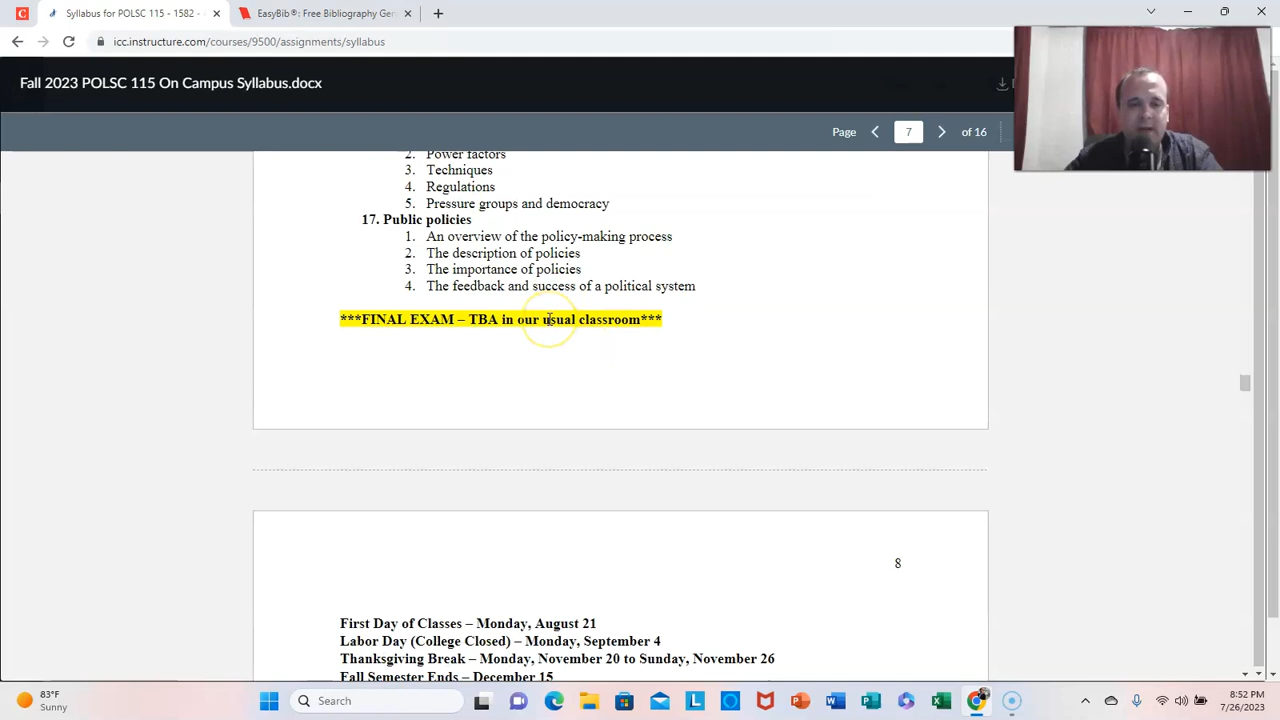 Syllabus for POLSC 115 - 1582 -
EasyBib®: Free Bibliography Gen
icc.instructure.com/courses/9500/assignments/syllabus
Fall 2023 POLSC 115 On Campus Syllabus.docx
Page 7 of 16
2. Power factors
3. Techniques
4. Regulations
5. Pressure groups and democracy
17. Public policies
1. An overview of the policy-making process
2. The description of policies
3. The importance of policies
4. The feedback and success of a political system
***FINAL EXAM – TBA in our usual classroom***
8
First Day of Classes – Monday, August 21
Labor Day (College Closed) – Monday, September 4
Thanksgiving Break – Monday, November 20 to Sunday, November 26
Fall Semester Ends – December 15
83°F
Sunny
Search
8:52 PM
7/26/2023